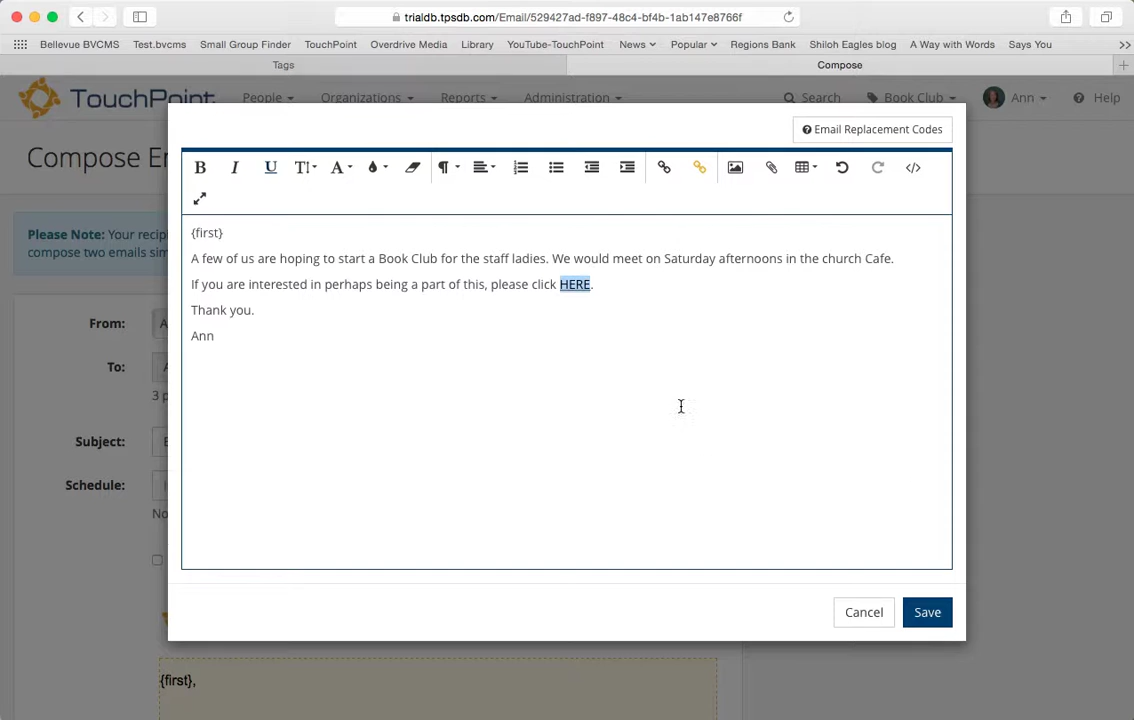 trialdb.tpsdb.com/Email/529427ad-f897-48c4-bf4b-1ab147e8766f
Bellevue BVCMS Test.bvcms Small Group Finder TouchPoint Overdrive Media Library YouTube-TouchPoint News Popular Regions Bank Shiloh Eagles blog A Way with Words Says You >>
Tags Compose
TouchPoint People Organizations Reports Administration Search Book Club Ann Help
Compose
Email Replacement Codes
B I U
Please Note: Your
compose two emails
{first}
A few of us are hoping to start a Book Club for the staff ladies. We would meet on Saturday afternoons in the church Cafe.
If you are interested in perhaps being a part of this, please click HERE.
Thank you.
Ann
From:
To:
3
Subject:
Schedule:
Cancel Save
{first},